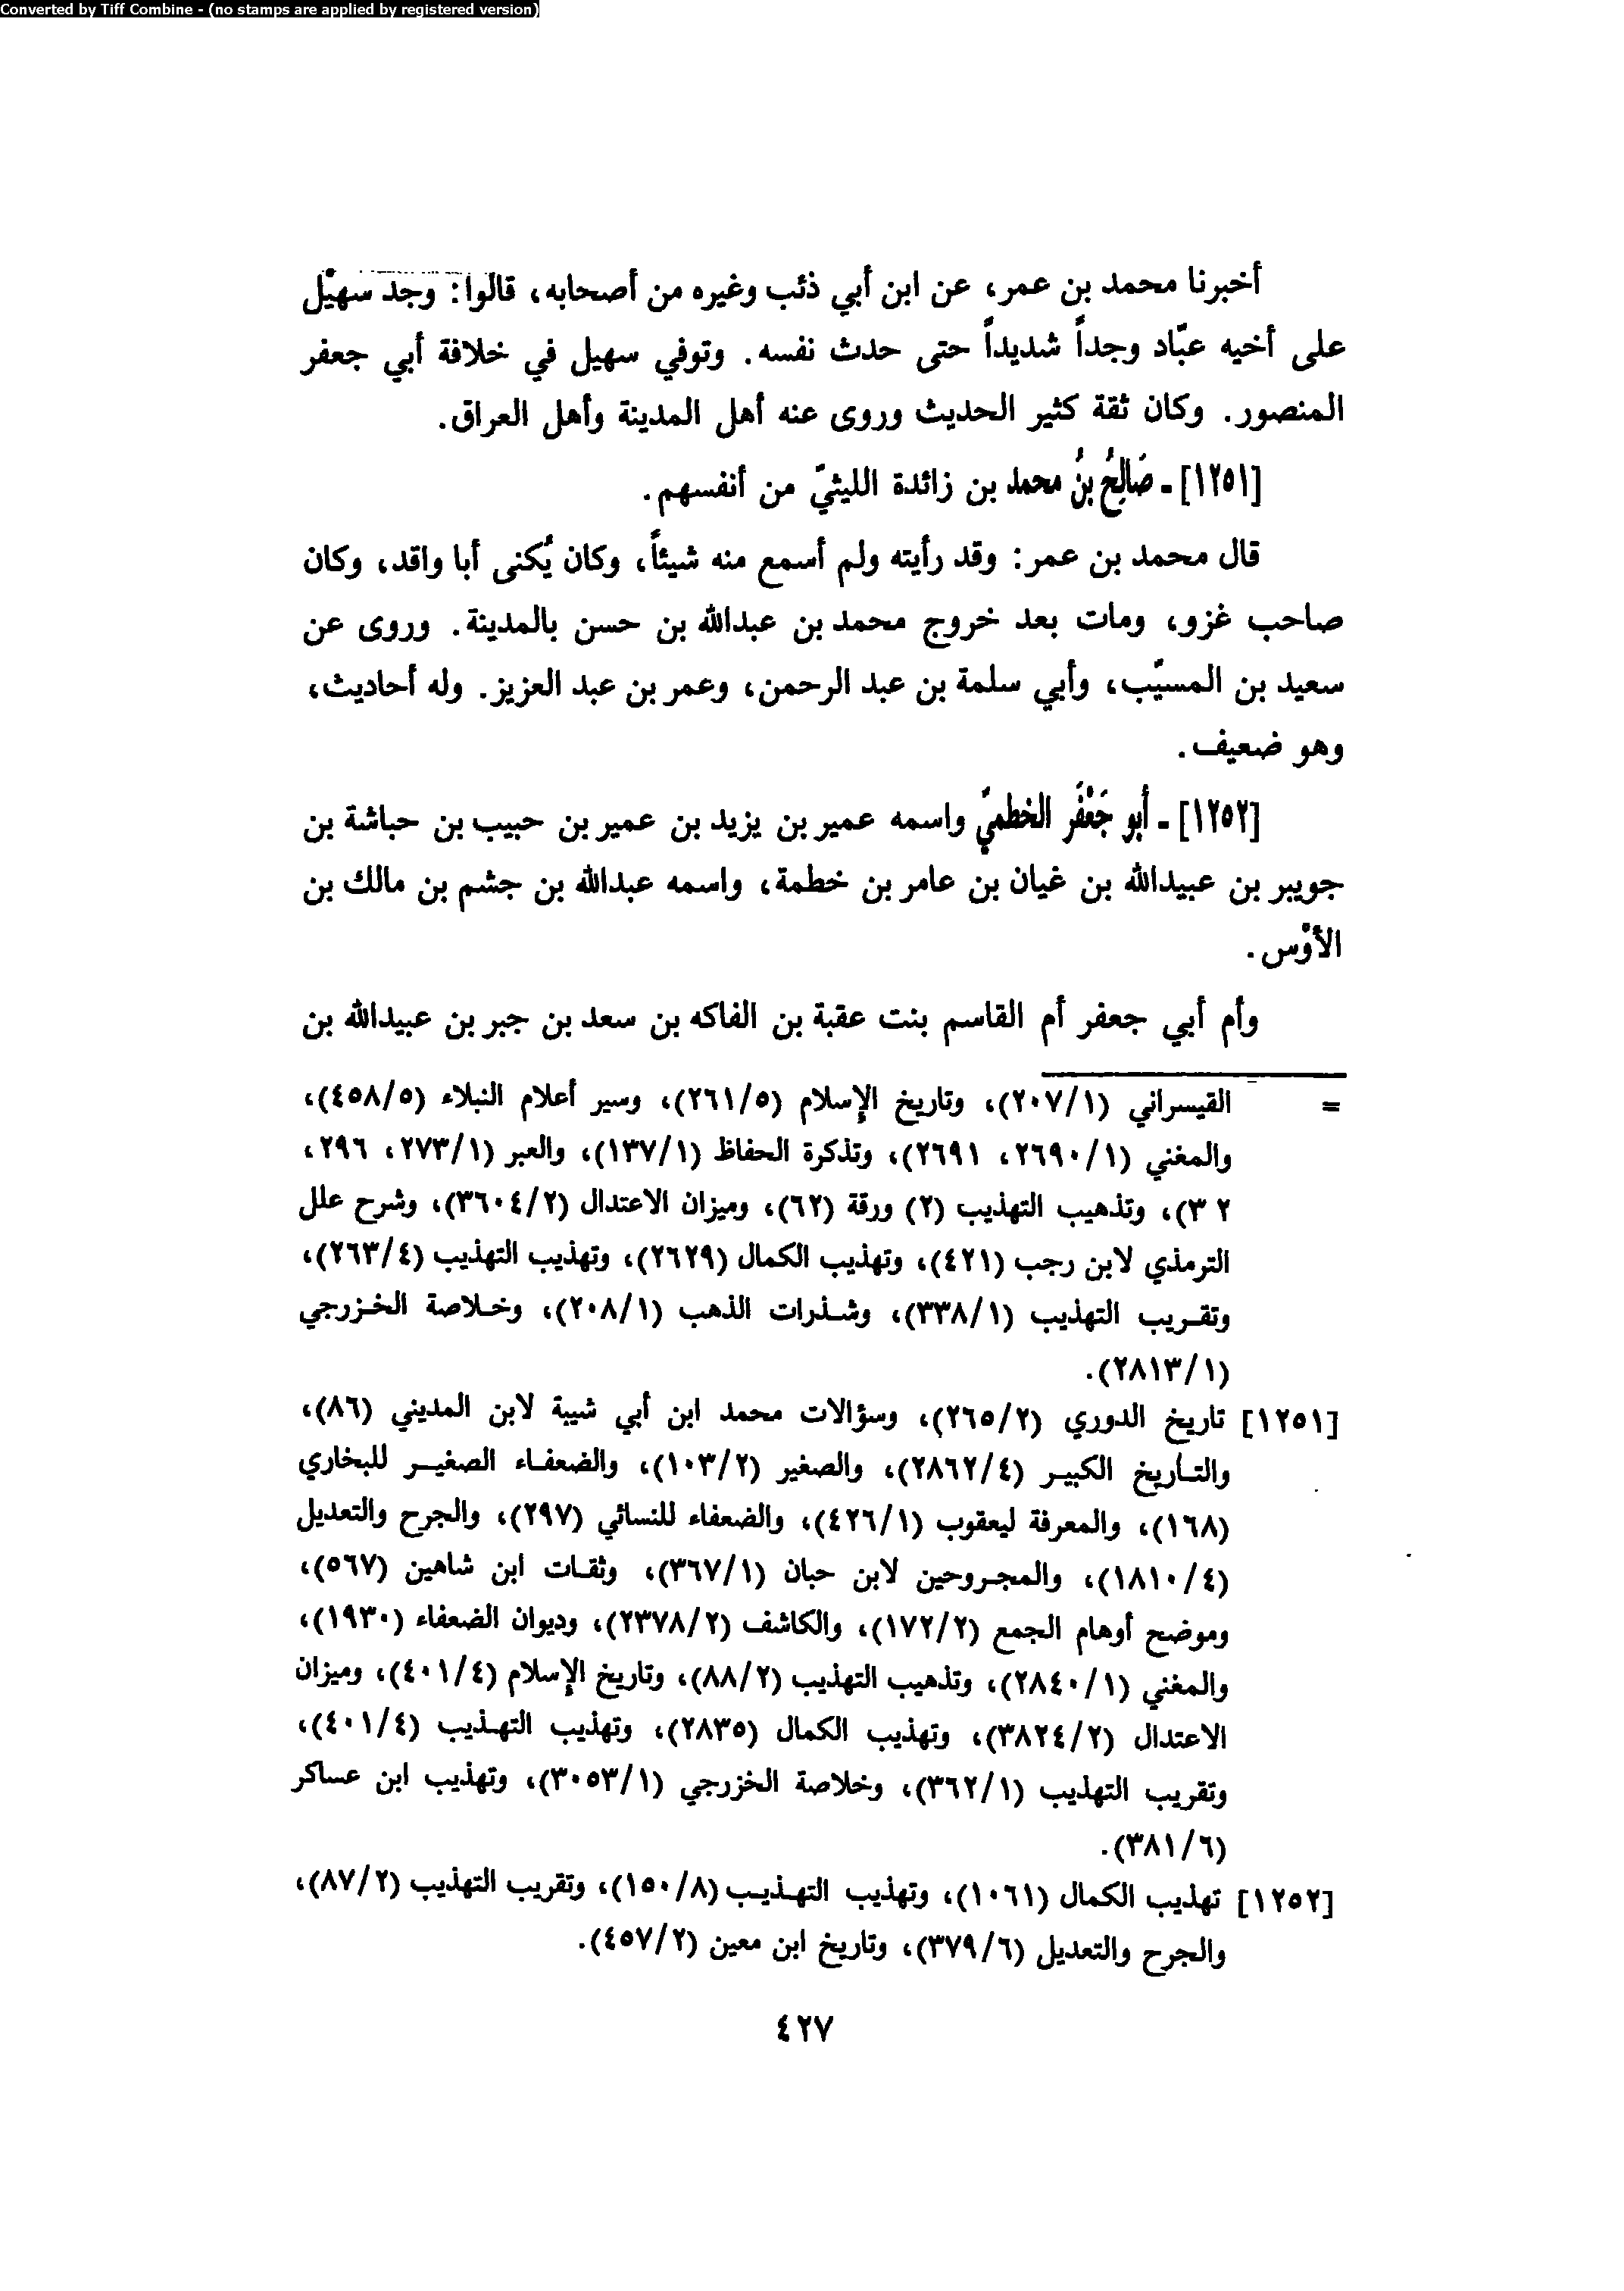 Converted by Tiff Combine - (no stamps are applied by registered version)
أخبرنا محمد بن عمر، عن ابن أبي ذئب وغيره من أصحابه، قالوا: وجد سهيّل
على أخيه عبّاد وجداً شديداً حتى حدث نفسه. وتوفي سهيل في خلافة أبي جعفر
المنصور. وكان ثقة كثير الحديث وروى عنه أهل المدينة وأهل العراق.
[١٢٥١] - صَالِحُ بنُ محمد بن زائدة الليثيّ من أنفسهم.
قال محمد بن عمر: وقد رأيته ولم أسمع منه شيئاً، وكان يُكنى أبا واقد، وكان
صاحب غزو، ومات بعد خروج محمد بن عبدالله بن حسن بالمدينة. وروى عن
سعيد بن المسيّب، وأبي سلمة بن عبد الرحمن، وعمر بن عبد العزيز. وله أحاديث،
وهو ضعيف.
[١٢٥٢] - أَبو جَعْفَر الخطميّ واسمه عمير بن يزيد بن عمير بن حبيب بن حباشة بن
جويبر بن عبيدالله بن غيان بن عامر بن خطمة، واسمه عبدالله بن جشم بن مالك بن
الأوْس.
وأم أبي جعفر أم القاسم بنت عقبة بن الفاكه بن سعد بن جبر بن عبيدالله بن
= القيسراني (٢٠٧/١)، وتاريخ الإسلام (٢٦١/٥)، وسير أعلام النبلاء (٤٥٨/٥)،
والمغني (٢٦٩٠/١، ٢٦٩١)، وتذكرة الحفاظ (١٣٧/١)، والعبر (٢٧٣/١، ٢٩٦،
٣٠٢)، وتذهيب التهذيب (٢) ورقة (٦٢)، وميزان الاعتدال (٣٦٠٤/٢)، وشرح علل
الترمذي لابن رجب (٤٢١)، وتهذيب الكمال (٢٦٢٩)، وتهذيب التهذيب (٢٦٣/٤)،
وتقريب التهذيب (٣٣٨/١)، وشذرات الذهب (٢٠٨/١)، وخلاصة الخزرجي
(٢٨١٣/١).
[١٢٥١] تاريخ الدوري (٢٦٥/٢)، وسؤالات محمد ابن أبي شيبة لابن المديني (٨٦)،
والتاريخ الكبير (٢٨٦٢/٤)، والصغير (١٠٣/٢)، والضعفاء الصغير للبخاري
(١٦٨)، والمعرفة ليعقوب (٤٢٦/١)، والضعفاء للنسائي (٢٩٧)، والجرح والتعديل
(١٨١٠/٤)، والمجروحين لابن حبان (٣٦٧/١)، وثقات ابن شاهين (٥٦٧)،
وموضح أوهام الجمع (١٧٢/٢)، والكاشف (٢٣٧٨/٢)، وديوان الضعفاء (١٩٣٠)،
والمغني (٢٨٤٠/١)، وتذهيب التهذيب (٨٨/٢)، وتاريخ الإسلام (٤٠١/٤)، وميزان
الاعتدال (٣٨٢٤/٢)، وتهذيب الكمال (٢٨٣٥)، وتهذيب التهذيب (٤٠١/٤)،
وتقريب التهذيب (٣٦٢/١)، وخلاصة الخزرجي (٣٠٥٣/١)، وتهذيب ابن عساكر
(٣٨١/٦).
[١٢٥٢] تهذيب الكمال (١٠٦١)، وتهذيب التهذيب (١٥٠/٨)، وتقريب التهذيب (٨٧/٢)،
والجرح والتعديل (٣٧٩/٦)، وتاريخ ابن معين (٤٥٧/٢).
٤٢٧